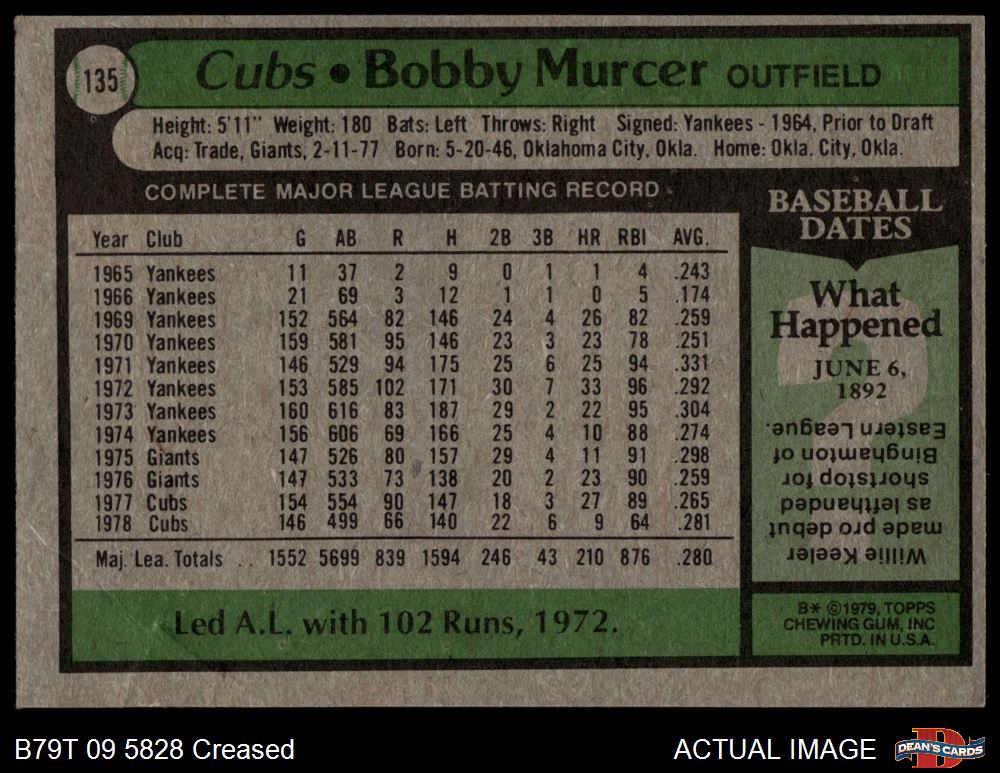 135
Cubs • Bobby Murcer OUTFIELD
Height: 5'11" Weight: 180 Bats: Left Throws: Right Signed: Yankees - 1964, Prior to Draft
Acq: Trade, Giants, 2-11-77 Born: 5-20-46, Oklahoma City, Okla. Home: Okla. City, Okla.
COMPLETE MAJOR LEAGUE BATTING RECORD
Year Club G AB R H 2B 3B HR RBI AVG.
1965 Yankees 11 37 2 9 0 1 1 4 .243
1966 Yankees 21 69 3 12 1 1 0 5 .174
1969 Yankees 152 564 82 146 24 4 26 82 .259
1970 Yankees 159 581 95 146 23 3 23 78 .251
1971 Yankees 146 529 94 175 25 6 25 94 .331
1972 Yankees 153 585 102 171 30 7 33 96 .292
1973 Yankees 160 616 83 187 29 2 22 95 .304
1974 Yankees 156 606 69 166 25 4 10 88 .274
1975 Giants 147 526 80 157 29 4 11 91 .298
1976 Giants 147 533 73 138 20 2 23 90 .259
1977 Cubs 154 554 90 147 18 3 27 89 .265
1978 Cubs 146 499 66 140 22 6 9 64 .281
Maj. Lea. Totals . . 1552 5699 839 1594 246 43 210 876 .280
Led A.L. with 102 Runs, 1972.
BASEBALL
DATES
What
Happened
JUNE 6,
1892
Willie Keeler
made pro debut
as lefthanded
shortstop for
Binghamton of
Eastern League.
B* ©1979, TOPPS
CHEWING GUM, INC
PRTD. IN U.S.A.
B79T 09 5828 Creased
ACTUAL IMAGE
DEAN'S CARDS